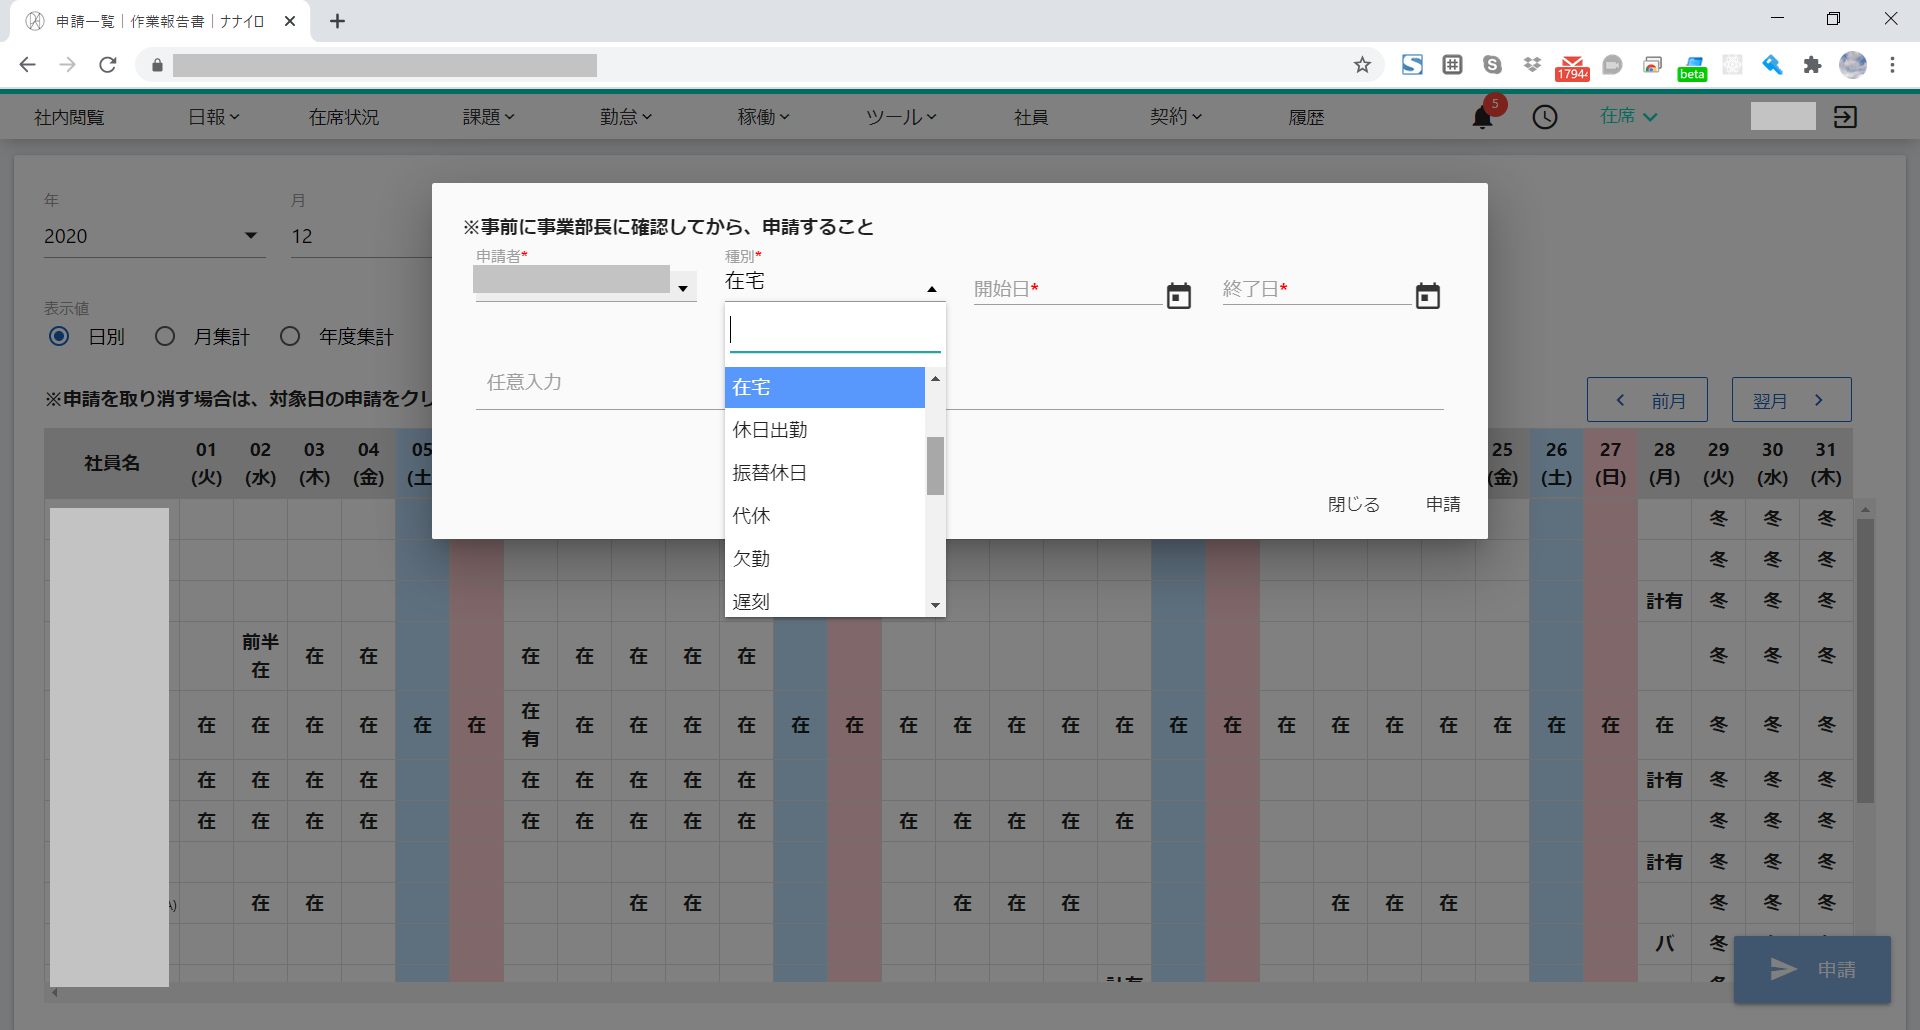 申請一覧｜作業報告書｜ナナイロ
17944
beta
社内閲覧 日報 在席状況 課題 勤怠 稼働 ツール 社員 契約 履歴 5 在席
年 月
2020 12
表示値
日別 月集計 年度集計
※申請を取り消す場合は、対象日の申請をクリ
※事前に事業部長に確認してから、申請すること
申請者* 種別*
在宅
開始日* 終了日*
任意入力
在宅
休日出勤
振替休日
代休
欠勤
遅刻
閉じる 申請
前月 翌月
社員名 01 02 03 04 05 25 26 27 28 29 30 31
(火) (水) (木) (金) (土 (金) (土) (日) (月) (火) (水) (木)
冬 冬 冬
冬 冬 冬
計有 冬 冬 冬
前半
在 在 在 在 在 在 在 在 冬 冬 冬
在 在 在 在 在 在 在
有 在 在 在 在 在 在 在 在 在 在 在 在 在 在 在 在 在 在 在 在 在 冬 冬 冬
在 在 在 在 在 在 在 在 在 計有 冬 冬 冬
在 在 在 在 在 在 在 在 在 在 在 在 在 在 冬 冬 冬
計有 冬 冬 冬
A) 在 在 在 在 在 在 在 在 在 在 冬 冬 冬
バ 冬
計有
申請